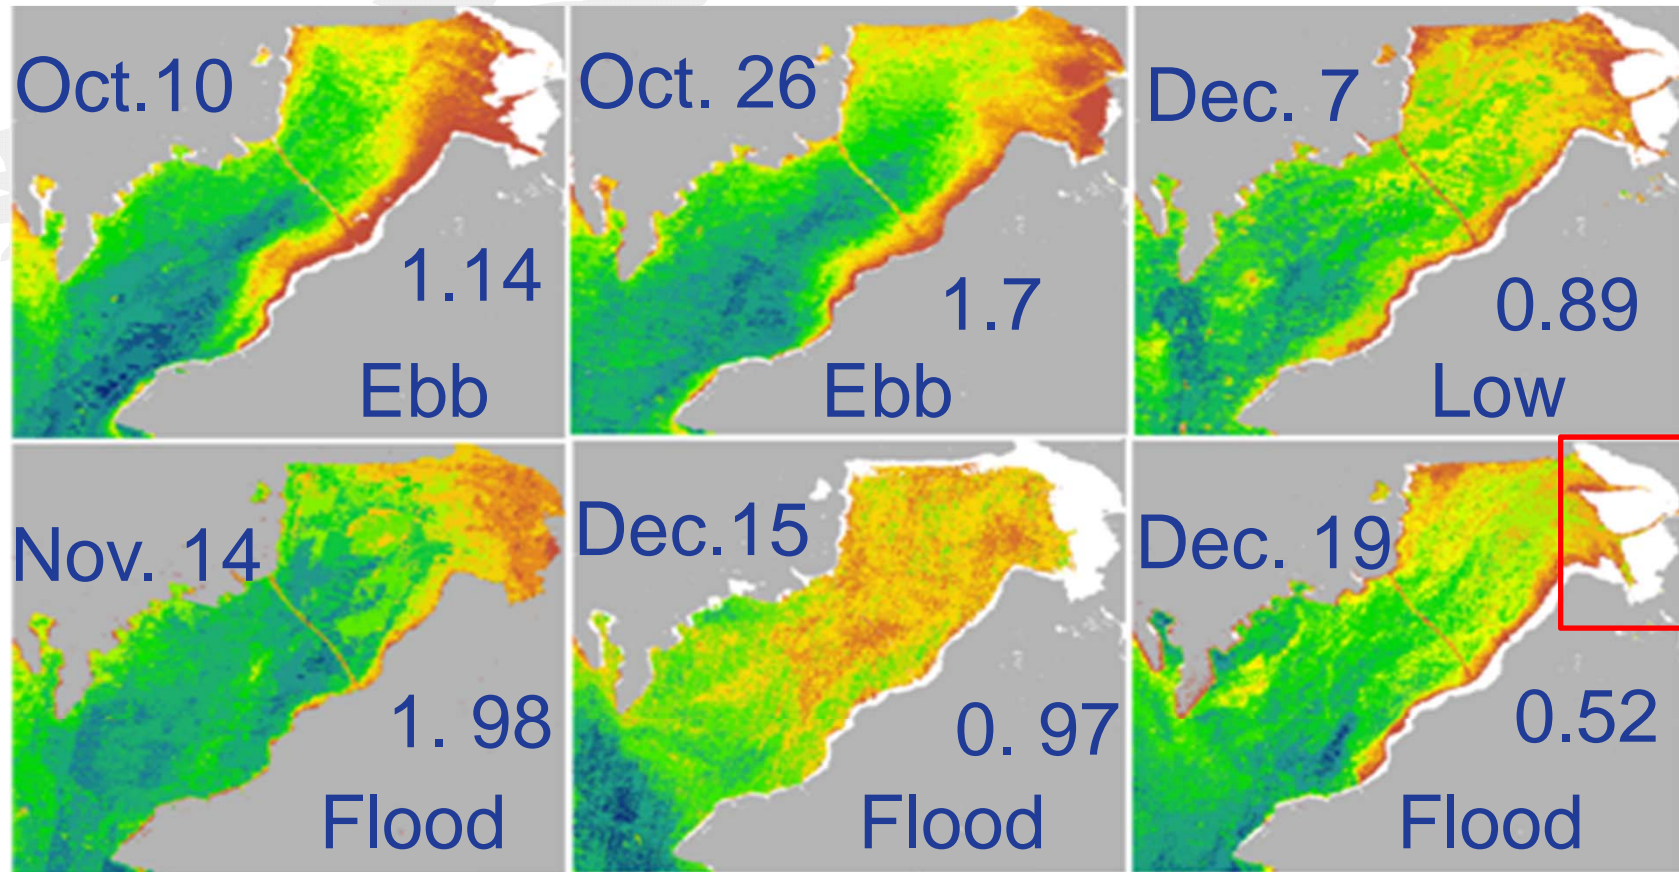 Oct.10
1.14
Ebb
Oct. 26
1.7
Ebb
Dec. 7
0.89
Low
Nov. 14
1. 98
Flood
Dec.15
0. 97
Flood
Dec. 19
0.52
Flood